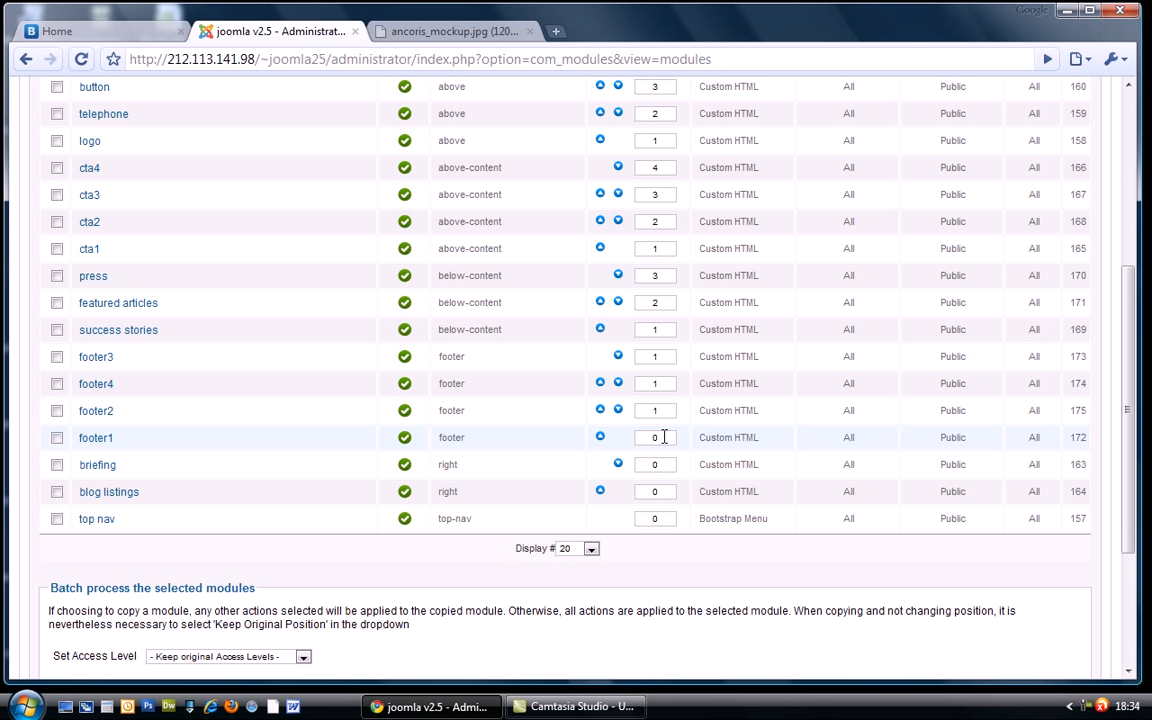 Google
Home
joomla v2.5 - Administrat...
ancoris_mockup.jpg (120...
http://212.113.141.98/~joomla25/administrator/index.php?option=com_modules&view=modules
button above 3 Custom HTML All Public All 160
telephone above 2 Custom HTML All Public All 159
logo above 1 Custom HTML All Public All 158
cta4 above-content 4 Custom HTML All Public All 166
cta3 above-content 3 Custom HTML All Public All 167
cta2 above-content 2 Custom HTML All Public All 168
cta1 above-content 1 Custom HTML All Public All 165
press below-content 3 Custom HTML All Public All 170
featured articles below-content 2 Custom HTML All Public All 171
success stories below-content 1 Custom HTML All Public All 169
footer3 footer 1 Custom HTML All Public All 173
footer4 footer 1 Custom HTML All Public All 174
footer2 footer 1 Custom HTML All Public All 175
footer1 footer 0 Custom HTML All Public All 172
briefing right 0 Custom HTML All Public All 163
blog listings right 0 Custom HTML All Public All 164
top nav top-nav 0 Bootstrap Menu All Public All 157
Display # 20
Batch process the selected modules
If choosing to copy a module, any other actions selected will be applied to the copied module. Otherwise, all actions are applied to the selected module. When copying and not changing position, it is
nevertheless necessary to select 'Keep Original Position' in the dropdown
Set Access Level - Keep original Access Levels -
joomla v2.5 - Admi...
Camtasia Studio - U...
18:34